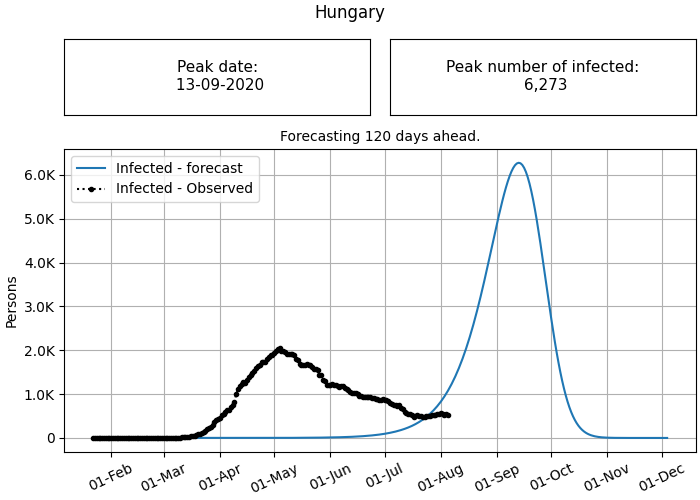 Hungary
Peak date:
13-09-2020
Peak number of infected:
6,273
Forecasting 120 days ahead.
Infected - forecast
Infected - Observed
6.0K
5.0K
4.0K
3.0K
2.0K
1.0K
0
Persons
01-Feb
01-Mar
01-Apr
01-May
01-Jun
01-Jul
01-Aug
01-Sep
01-Oct
01-Nov
01-Dec